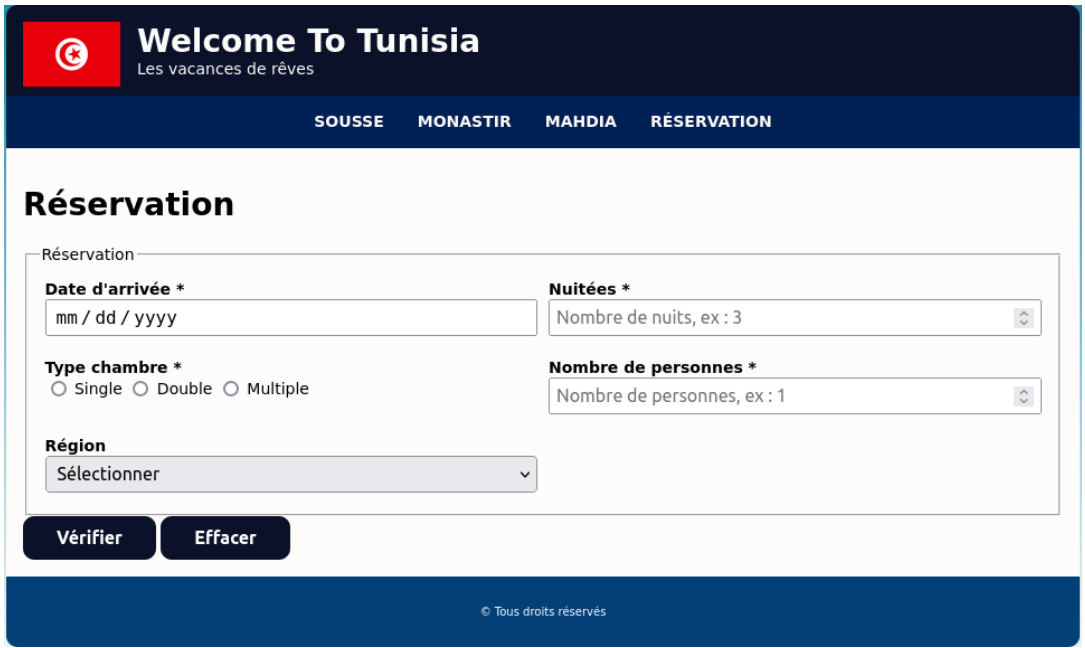 Welcome To Tunisia
Les vacances de rêves
SOUSSE MONASTIR MAHDIA RÉSERVATION
Réservation
Réservation
Date d'arrivée *
mm / dd / yyyy
Nuitées *
Nombre de nuits, ex : 3
Type chambre *
Single Double Multiple
Nombre de personnes *
Nombre de personnes, ex : 1
Région
Sélectionner
Vérifier Effacer
© Tous droits réservés